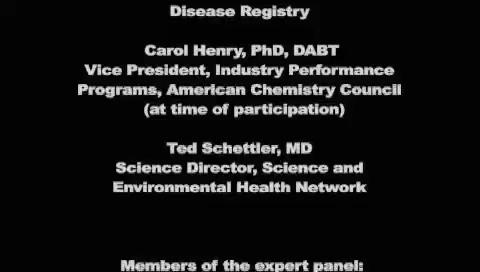 Disease Registry
Carol Henry, PhD, DABT
Vice President, Industry Performance
Programs, American Chemistry Council
(at time of participation)
Ted Schettler, MD
Science Director, Science and
Environmental Health Network
Members of the expert panel: